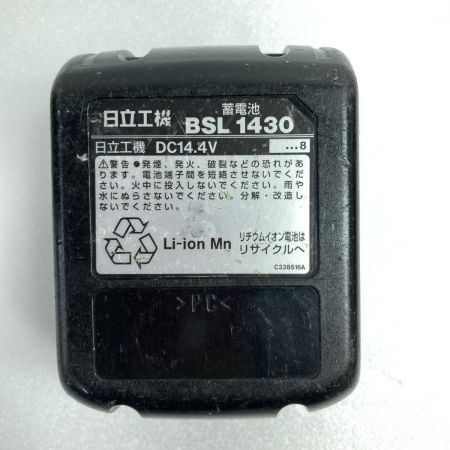 蓄電池
日立工機 BSL 1430
日立工機 DC14.4V ...8
⚠警告 ●発煙、発火、破裂などの恐れがあ
ります。電池端子間を短絡させないでくだ
さい。火中に投入しないでください。雨や
水にぬらさないでください。分解・改造し
ないでください。
Li-ion Mn
リチウムイオン電池は
リサイクルへ
C338516A
>PC<